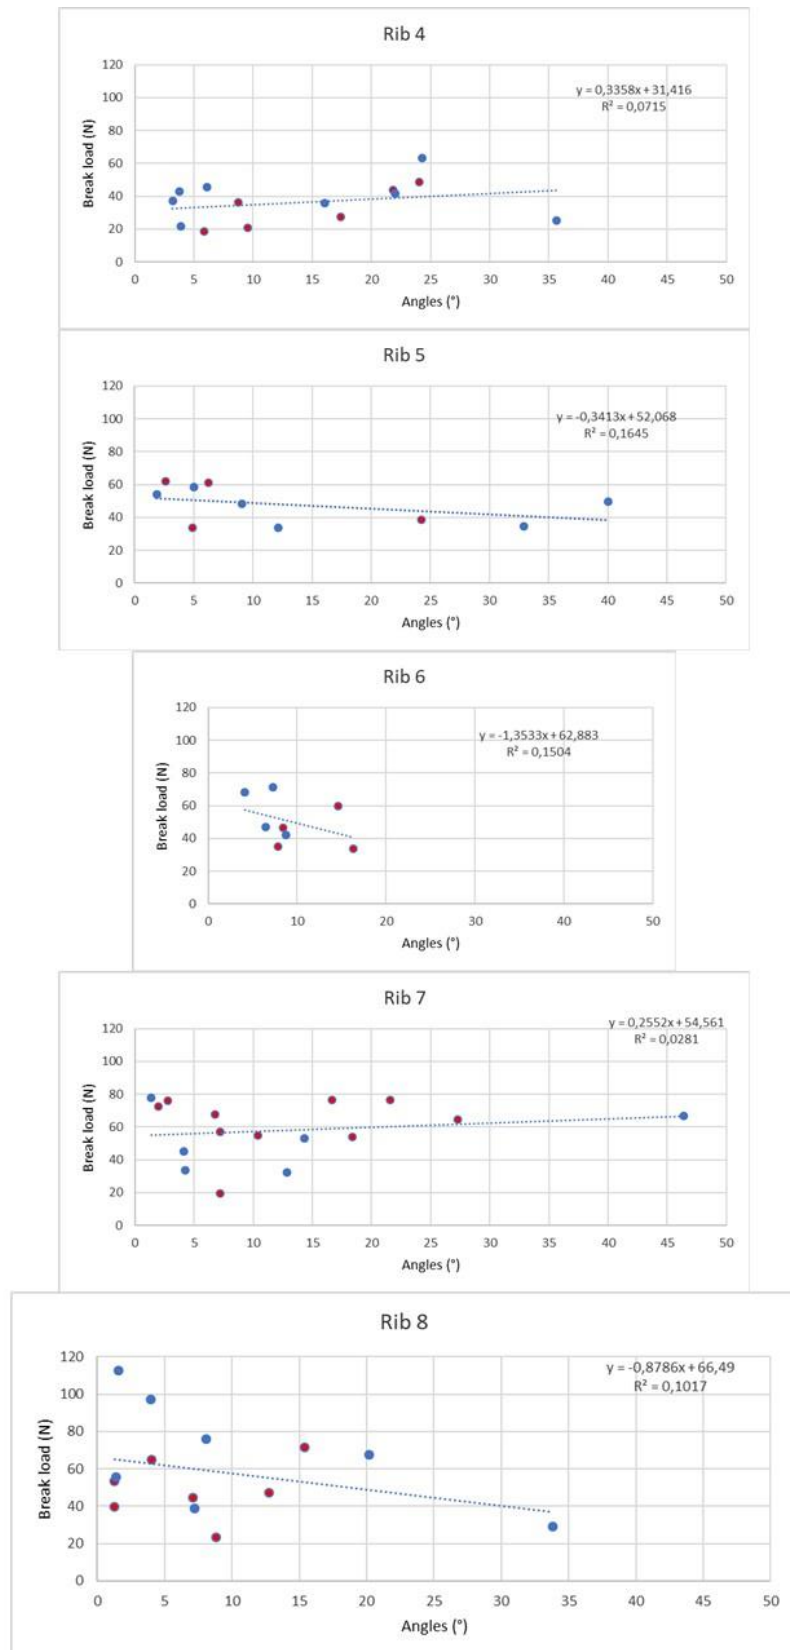 Rib 4
y = 0,3358x + 31,416
R² = 0,0715
Break load (N)
120
100
80
60
40
20
0
0 5 10 15 20 25 30 35 40 45 50
Angles (°)
Rib 5
y = -0,3413x + 52,068
R² = 0,1645
Break load (N)
120
100
80
60
40
20
0
0 5 10 15 20 25 30 35 40 45 50
Angles (°)
Rib 6
y = -1,3533x + 62,883
R² = 0,1504
Break load (N)
120
100
80
60
40
20
0
0 10 20 30 40 50
Angles (°)
Rib 7
y = 0,2552x + 54,561
R² = 0,0281
Break load (N)
120
100
80
60
40
20
0
0 5 10 15 20 25 30 35 40 45 50
Angles (°)
Rib 8
y = -0,8786x + 66,49
R² = 0,1017
Break load (N)
120
100
80
60
40
20
0
0 5 10 15 20 25 30 35 40 45 50
Angles (°)